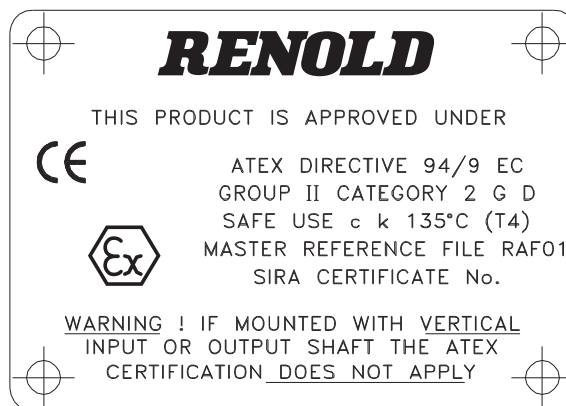 RENOLD
THIS PRODUCT IS APPROVED UNDER
CE
ATEX DIRECTIVE 94/9 EC
GROUP II CATEGORY 2 G D
SAFE USE c k 135°C (T4)
MASTER REFERENCE FILE RAF01
Ex
SIRA CERTIFICATE No.
WARNING ! IF MOUNTED WITH VERTICAL
INPUT OR OUTPUT SHAFT THE ATEX
CERTIFICATION DOES NOT APPLY